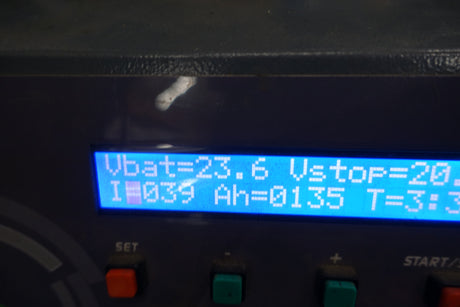 Vbat=23.6 Vstop=20.
I=039 Ah=0135 T=3:3
SET - +
START/S